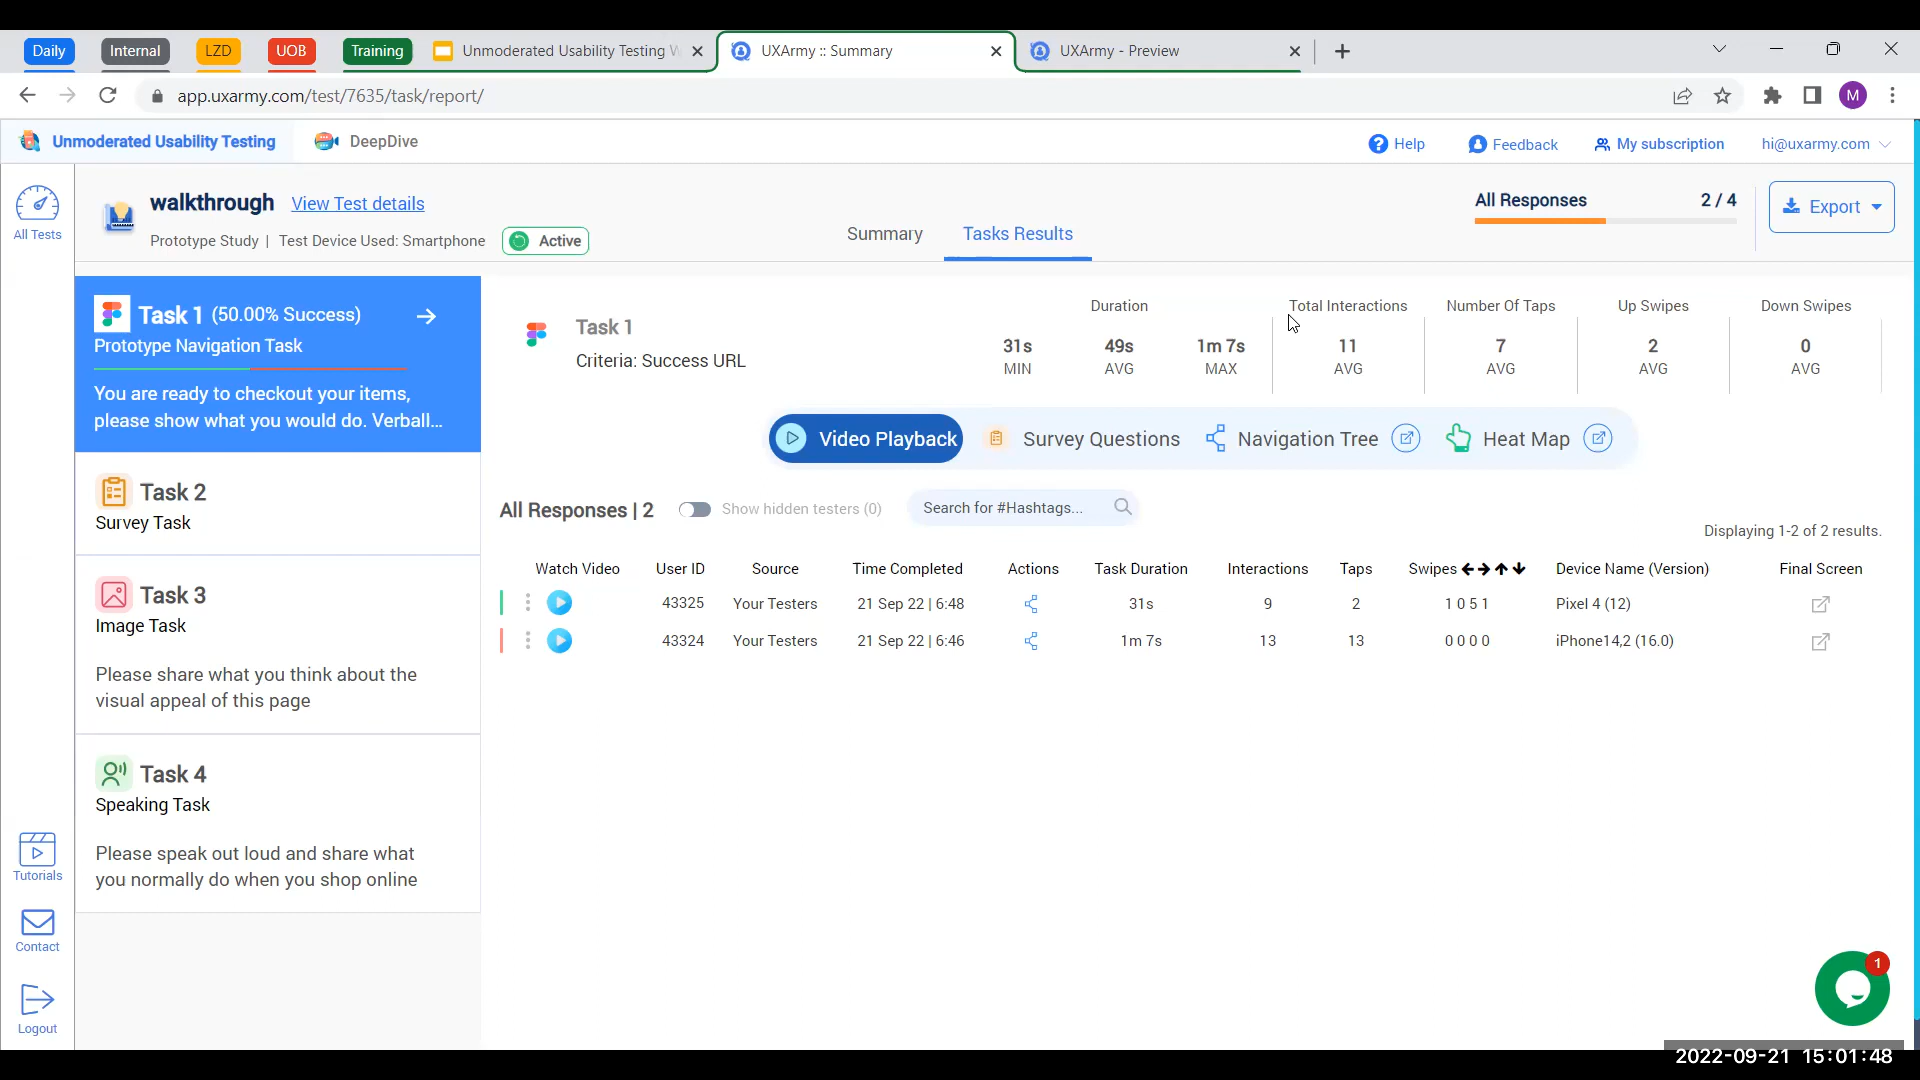 Daily
Internal
LZD
UOB
Training
Unmoderated Usability Testing W
UXArmy :: Summary
UXArmy - Preview
app.uxarmy.com/test/7635/task/report/
M
Unmoderated Usability Testing
DeepDive
Help
Feedback
My subscription
hi@uxarmy.com
All Tests
walkthrough
View Test details
Prototype Study | Test Device Used: Smartphone
Active
Summary
Tasks Results
All Responses
2 / 4
Export
Task 1 (50.00% Success)
Prototype Navigation Task
You are ready to checkout your items,
please show what you would do. Verball...
Task 2
Survey Task
Task 3
Image Task
Please share what you think about the
visual appeal of this page
Task 4
Speaking Task
Please speak out loud and share what
you normally do when you shop online
Tutorials
Contact
Logout
Task 1
Criteria: Success URL
Duration
Total Interactions
Number Of Taps
Up Swipes
Down Swipes
31s
49s
1m 7s
11
7
2
0
MIN
AVG
MAX
AVG
AVG
AVG
AVG
Video Playback
Survey Questions
Navigation Tree
Heat Map
All Responses | 2
Show hidden testers (0)
Search for #Hashtags...
Displaying 1-2 of 2 results.
Watch Video User ID Source Time Completed Actions Task Duration Interactions Taps Swipes ←→↑↓ Device Name (Version) Final Screen
43325 Your Testers 21 Sep 22 | 6:48 31s 9 2 1 0 5 1 Pixel 4 (12)
43324 Your Testers 21 Sep 22 | 6:46 1m 7s 13 13 0 0 0 0 iPhone14,2 (16.0)
1
2022-09-21 15:01:48